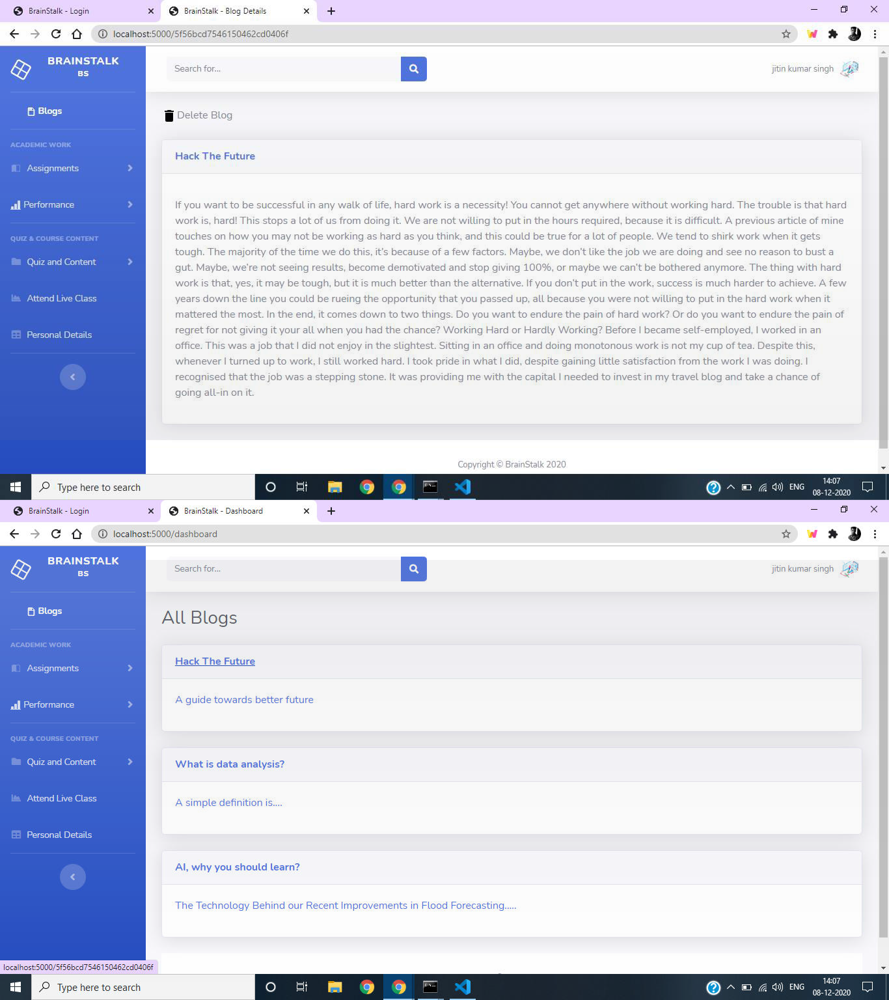 BrainStalk - Login
BrainStalk - Blog Details
localhost:5000/5f56bcd7546150462cd0406f
BRAINSTALK
BS
Search for...
jitin kumar singh
Blogs
Delete Blog
ACADEMIC WORK
Assignments
Performance
QUIZ & COURSE CONTENT
Quiz and Content
Attend Live Class
Personal Details
Hack The Future
If you want to be successful in any walk of life, hard work is a necessity! You cannot get anywhere without working hard. The trouble is that hard
work is, hard! This stops a lot of us from doing it. We are not willing to put in the hours required, because it is difficult. A previous article of mine
touches on how you may not be working as hard as you think, and this could be true for a lot of people. We tend to shirk work when it gets
tough. The majority of the time we do this, it's because of a few factors. Maybe, we don't like the job we are doing and see no reason to bust a
gut. Maybe, we're not seeing results, become demotivated and stop giving 100%, or maybe we can't be bothered anymore. The thing with hard
work is that, yes, it may be tough, but it is much better than the alternative. If you don't put in the work, success is much harder to achieve. A few
years down the line you could be rueing the opportunity that you passed up, all because you were not willing to put in the hard work when it
mattered the most. In the end, it comes down to two things. Do you want to endure the pain of hard work? Or do you want to endure the pain of
regret for not giving it your all when you had the chance? Working Hard or Hardly Working? Before I became self-employed, I worked in an
office. This was a job that I did not enjoy in the slightest. Sitting in an office and doing monotonous work is not my cup of tea. Despite this,
whenever I turned up to work, I still worked hard. I took pride in what I did, despite gaining little satisfaction from the work I was doing. I
recognised that the job was a stepping stone. It was providing me with the capital I needed to invest in my travel blog and take a chance of
going all-in on it.
Copyright © BrainStalk 2020
Type here to search
ENG
14:07
08-12-2020
BrainStalk - Login
BrainStalk - Dashboard
localhost:5000/dashboard
BRAINSTALK
BS
Search for...
jitin kumar singh
Blogs
ACADEMIC WORK
Assignments
Performance
QUIZ & COURSE CONTENT
Quiz and Content
Attend Live Class
Personal Details
All Blogs
Hack The Future
A guide towards better future
What is data analysis?
A simple definition is....
AI, why you should learn?
The Technology Behind our Recent Improvements in Flood Forecasting.....
localhost:5000/5f56bcd7546150462cd0406f
Type here to search
ENG
14:07
08-12-2020